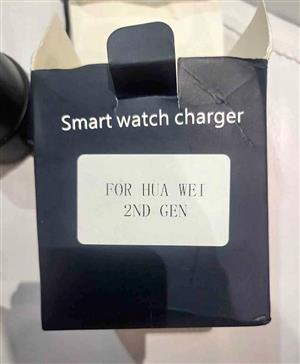 Smart watch charger
FOR HUA WEI
2ND GEN